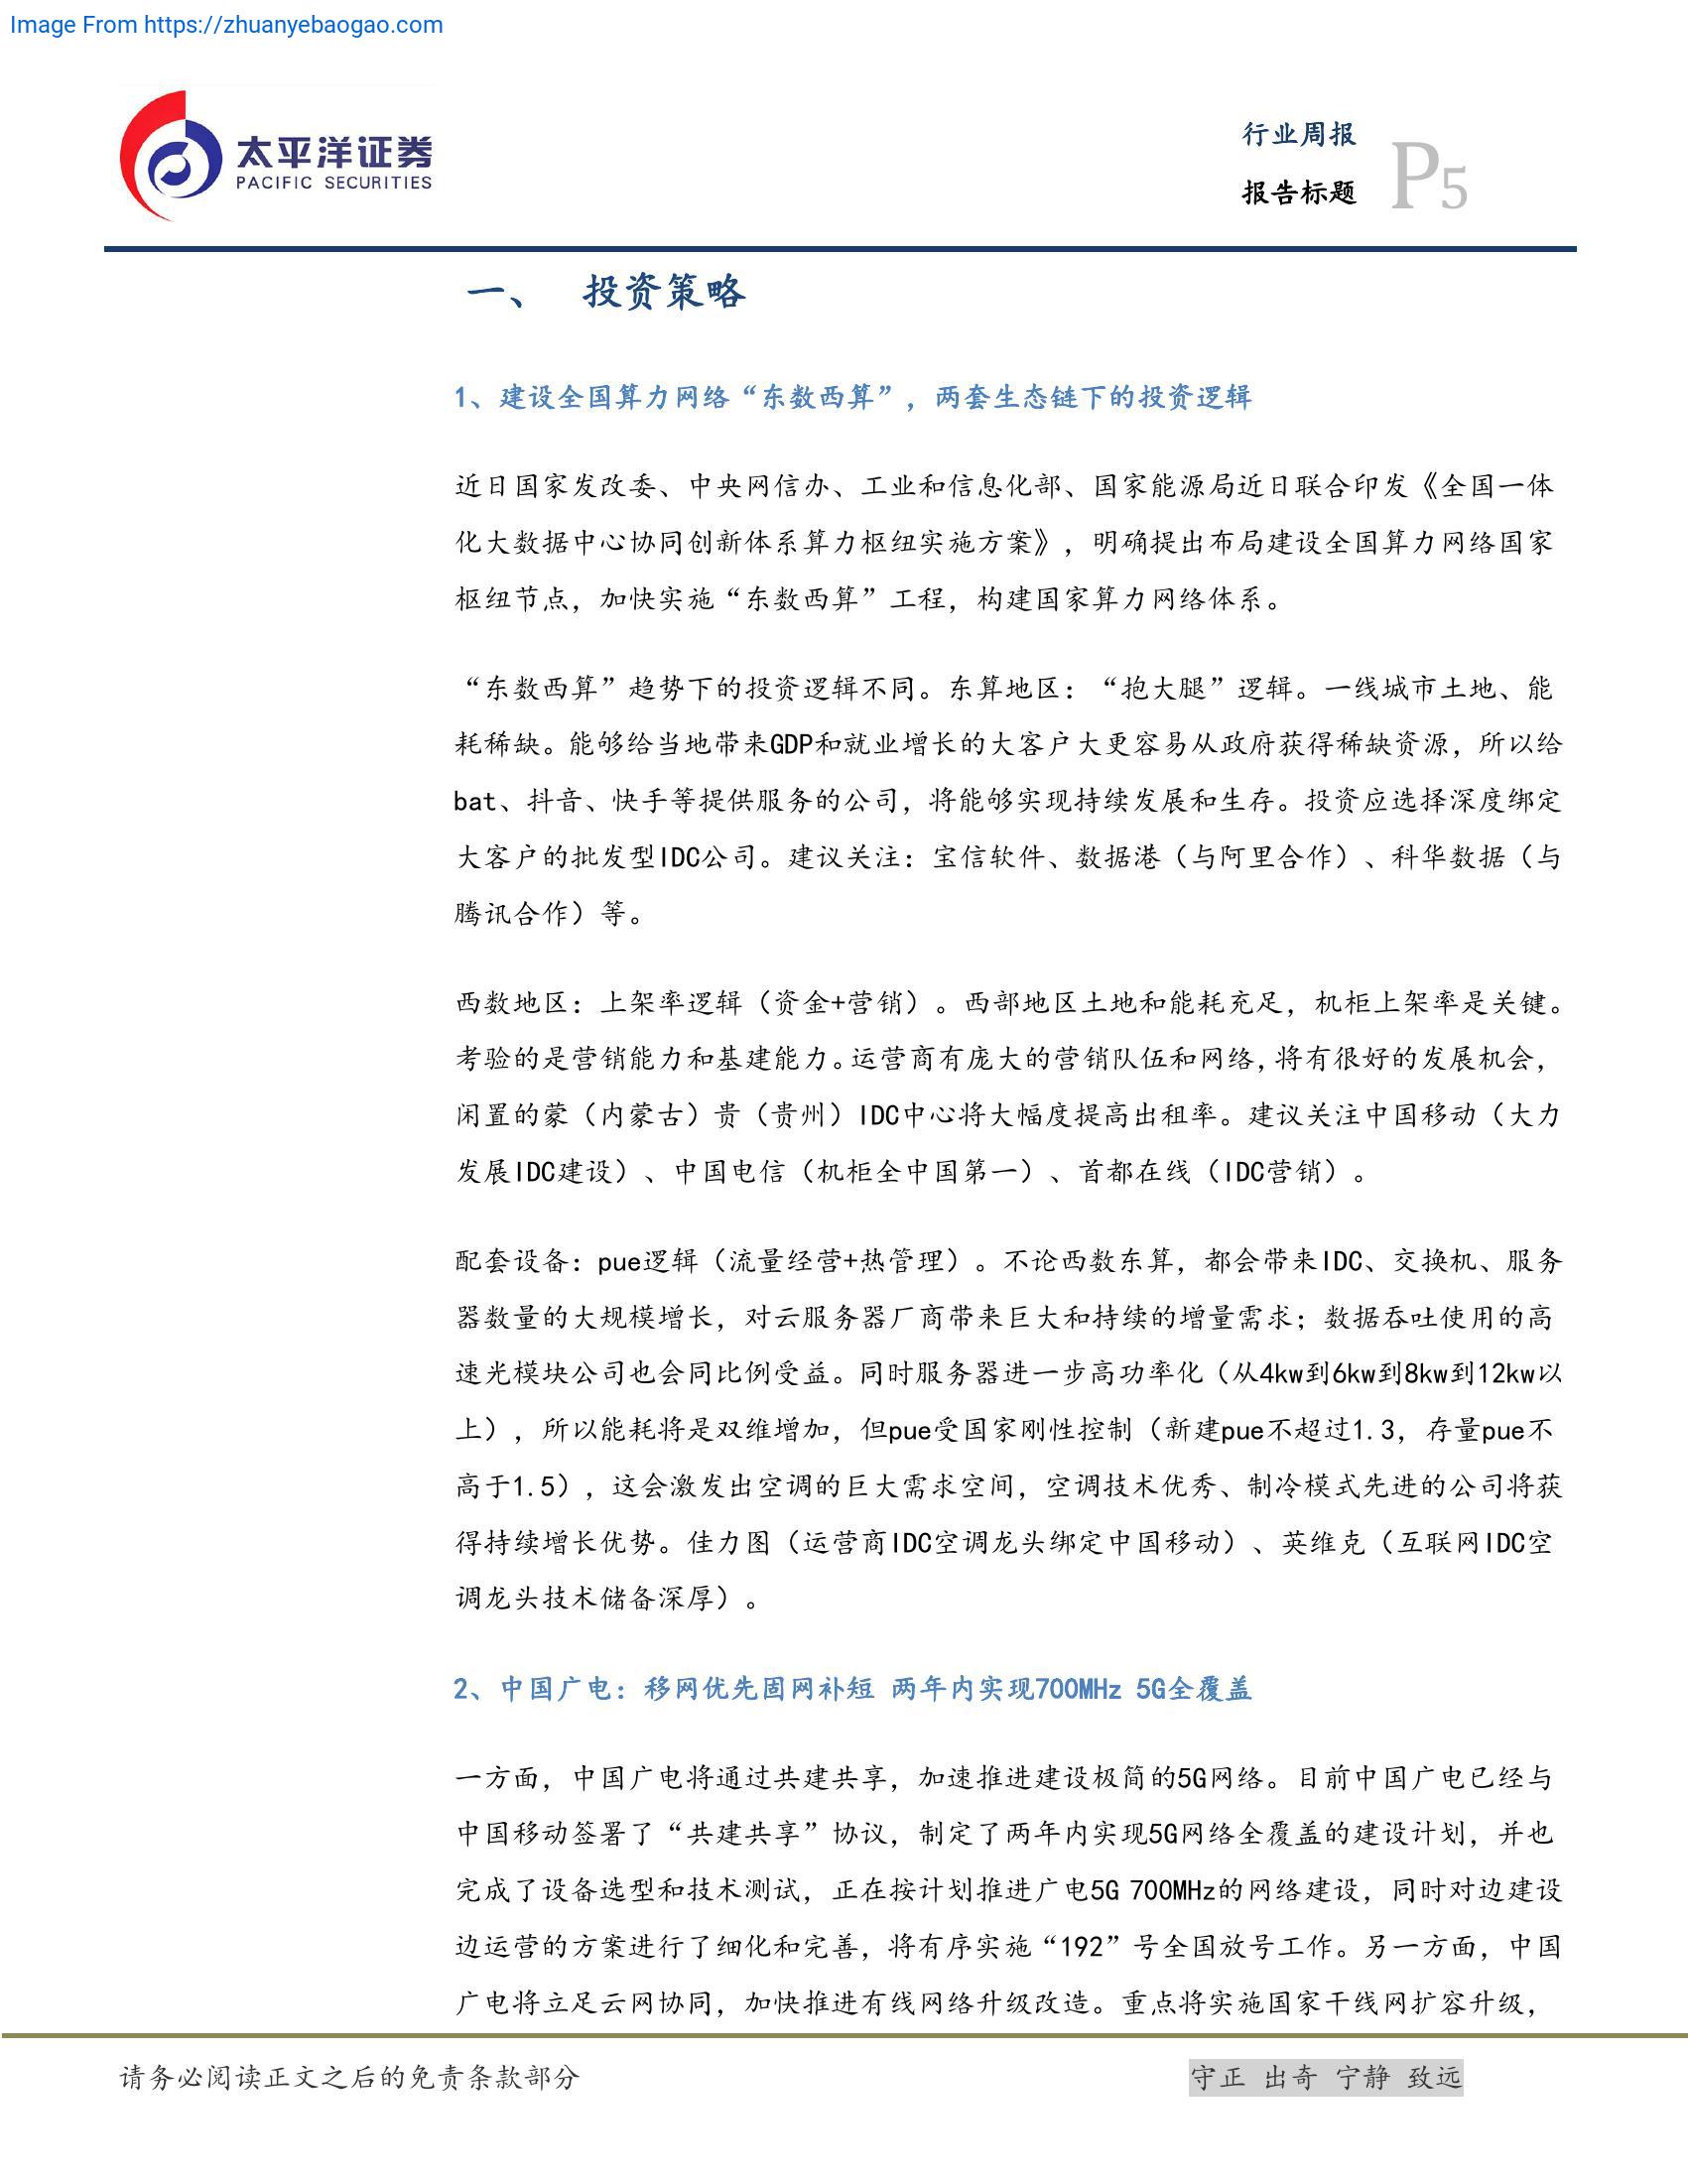 Image From https://zhuanyebaogao.com
太平洋证券
PACIFIC SECURITIES
行业周报
报告标题
P5
一、 投资策略
1、建设全国算力网络“东数西算”，两套生态链下的投资逻辑
近日国家发改委、中央网信办、工业和信息化部、国家能源局近日联合印发《全国一体
化大数据中心协同创新体系算力枢纽实施方案》，明确提出布局建设全国算力网络国家
枢纽节点，加快实施“东数西算”工程，构建国家算力网络体系。
“东数西算”趋势下的投资逻辑不同。东算地区：“抱大腿”逻辑。一线城市土地、能
耗稀缺。能够给当地带来GDP和就业增长的大客户大更容易从政府获得稀缺资源，所以给
bat、抖音、快手等提供服务的公司，将能够实现持续发展和生存。投资应选择深度绑定
大客户的批发型IDC公司。建议关注：宝信软件、数据港（与阿里合作）、科华数据（与
腾讯合作）等。
西数地区：上架率逻辑（资金+营销）。西部地区土地和能耗充足，机柜上架率是关键。
考验的是营销能力和基建能力。运营商有庞大的营销队伍和网络，将有很好的发展机会，
闲置的蒙（内蒙古）贵（贵州）IDC中心将大幅度提高出租率。建议关注中国移动（大力
发展IDC建设）、中国电信（机柜全中国第一）、首都在线（IDC营销）。
配套设备：pue逻辑（流量经营+热管理）。不论西数东算，都会带来IDC、交换机、服务
器数量的大规模增长，对云服务器厂商带来巨大和持续的增量需求；数据吞吐使用的高
速光模块公司也会同比例受益。同时服务器进一步高功率化（从4kw到6kw到8kw到12kw以
上），所以能耗将是双维增加，但pue受国家刚性控制（新建pue不超过1.3，存量pue不
高于1.5），这会激发出空调的巨大需求空间，空调技术优秀、制冷模式先进的公司将获
得持续增长优势。佳力图（运营商IDC空调龙头绑定中国移动）、英维克（互联网IDC空
调龙头技术储备深厚）。
2、中国广电：移网优先固网补短 两年内实现700MHz 5G全覆盖
一方面，中国广电将通过共建共享，加速推进建设极简的5G网络。目前中国广电已经与
中国移动签署了“共建共享”协议，制定了两年内实现5G网络全覆盖的建设计划，并也
完成了设备选型和技术测试，正在按计划推进广电5G 700MHz的网络建设，同时对边建设
边运营的方案进行了细化和完善，将有序实施“192”号全国放号工作。另一方面，中国
广电将立足云网协同，加快推进有线网络升级改造。重点将实施国家干线网扩容升级，
请务必阅读正文之后的免责条款部分
守正 出奇 宁静 致远